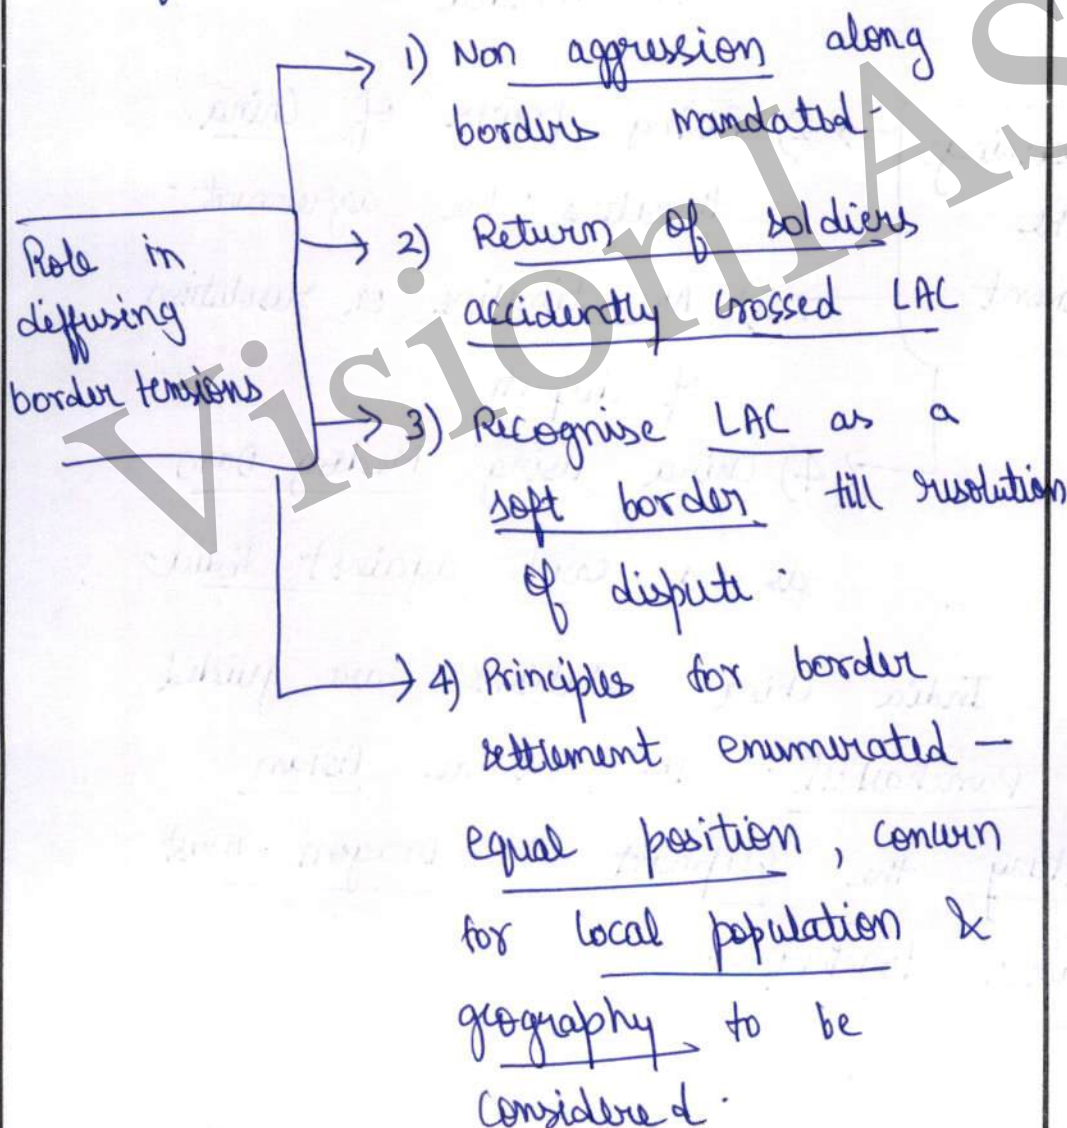 1) Non aggression along
borders mandated
Role in
diffusing
border tensions
2) Return of soldiers
accidently crossed LAC
3) Recognise LAC as a
soft border till resolution
of dispute
4) Principles for border
settlement enumerated —
equal position, concern
for local population &
geography to be
considered.
VisionIAS